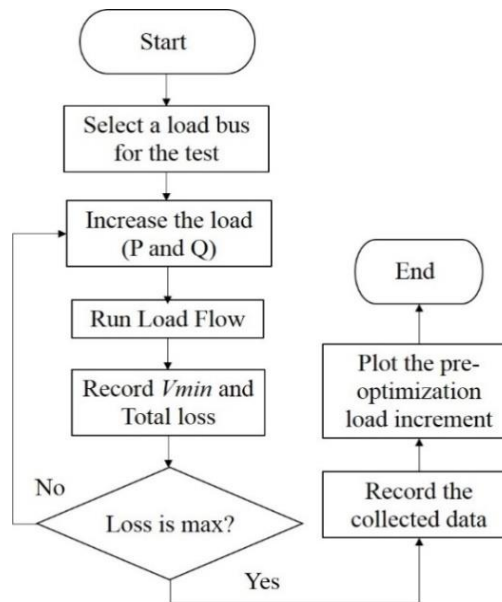 Start
Select a load bus
for the test
Increase the load
(P and Q)
Run Load Flow
Record Vmin and
Total loss
Loss is max?
No
Yes
Record the
collected data
Plot the pre-
optimization
load increment
End